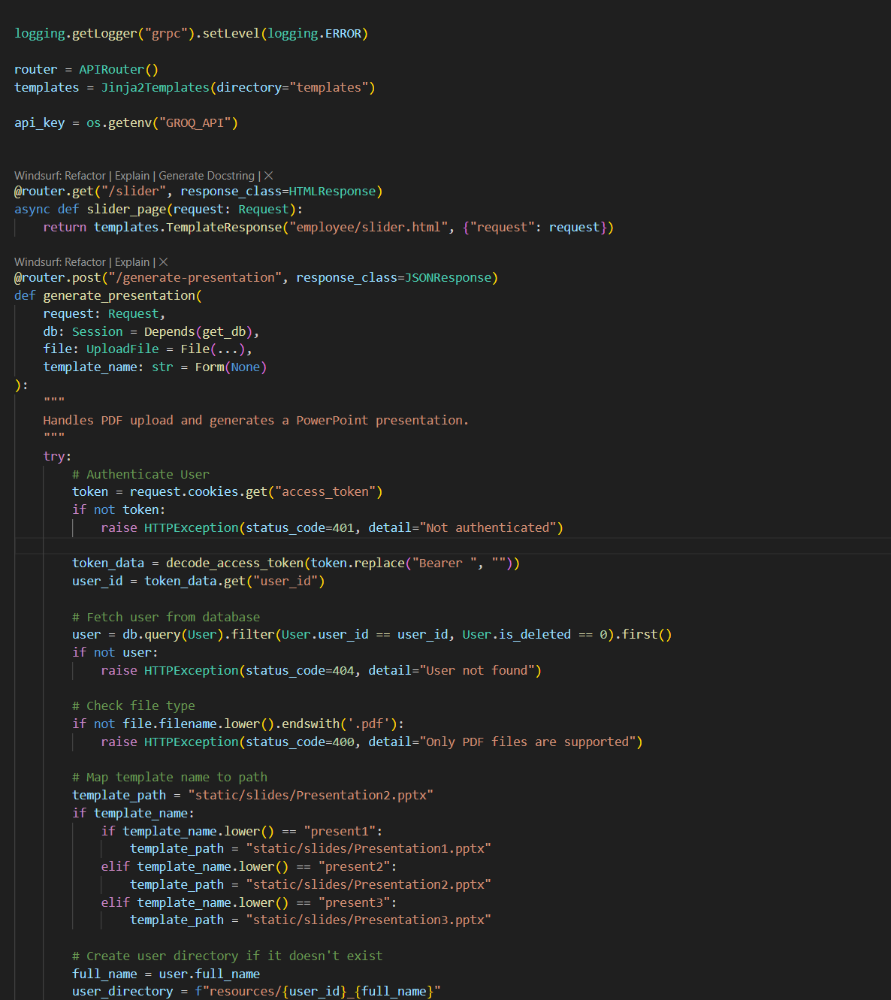 logging.getLogger("grpc").setLevel(logging.ERROR)
router = APIRouter()
templates = Jinja2Templates(directory="templates")
api_key = os.getenv("GROQ_API")
Windsurf: Refactor | Explain | Generate Docstring | ✕
@router.get("/slider", response_class=HTMLResponse)
async def slider_page(request: Request):
    return templates.TemplateResponse("employee/slider.html", {"request": request})
Windsurf: Refactor | Explain | ✕
@router.post("/generate-presentation", response_class=JSONResponse)
def generate_presentation(
    request: Request,
    db: Session = Depends(get_db),
    file: UploadFile = File(...),
    template_name: str = Form(None)
):
    """
    Handles PDF upload and generates a PowerPoint presentation.
    """
    try:
        # Authenticate User
        token = request.cookies.get("access_token")
        if not token:
            raise HTTPException(status_code=401, detail="Not authenticated")
        token_data = decode_access_token(token.replace("Bearer ", ""))
        user_id = token_data.get("user_id")
        # Fetch user from database
        user = db.query(User).filter(User.user_id == user_id, User.is_deleted == 0).first()
        if not user:
            raise HTTPException(status_code=404, detail="User not found")
        # Check file type
        if not file.filename.lower().endswith('.pdf'):
            raise HTTPException(status_code=400, detail="Only PDF files are supported")
        # Map template name to path
        template_path = "static/slides/Presentation2.pptx"
        if template_name:
            if template_name.lower() == "present1":
                template_path = "static/slides/Presentation1.pptx"
            elif template_name.lower() == "present2":
                template_path = "static/slides/Presentation2.pptx"
            elif template_name.lower() == "present3":
                template_path = "static/slides/Presentation3.pptx"
        # Create user directory if it doesn't exist
        full_name = user.full_name
        user_directory = f"resources/{user_id}_{full_name}"